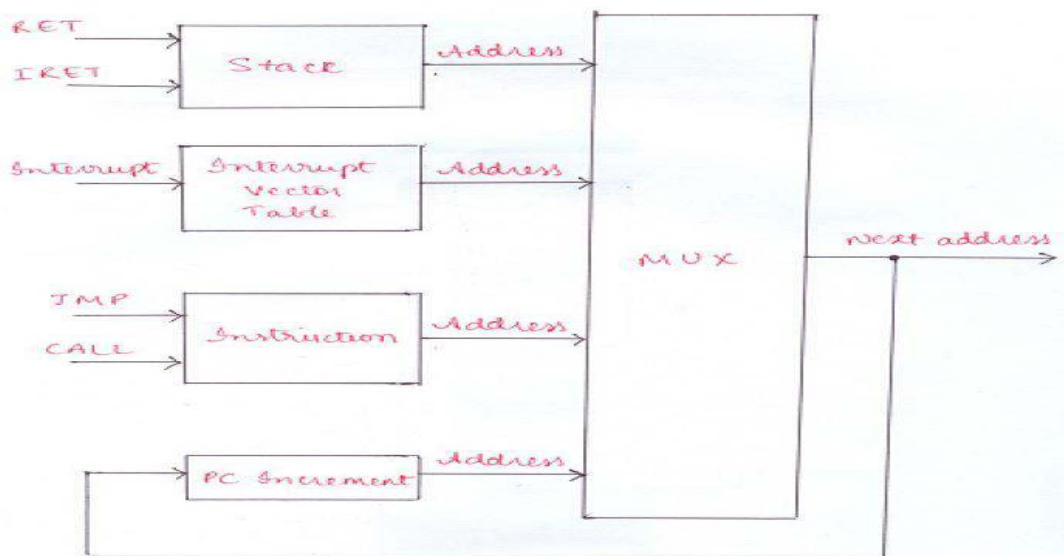 RET
IRET
Stack
Address
Interrupt
Interrupt
Vector
Table
Address
MUX
Next address
JMP
CALL
Instruction
Address
PC Increment
Address